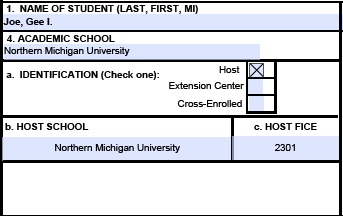 1. NAME OF STUDENT (LAST, FIRST, MI)
Joe, Gee I.
4. ACADEMIC SCHOOL
Northern Michigan University
a. IDENTIFICATION (Check one): Host
Extension Center
Cross-Enrolled
b. HOST SCHOOL c. HOST FICE
Northern Michigan University 2301